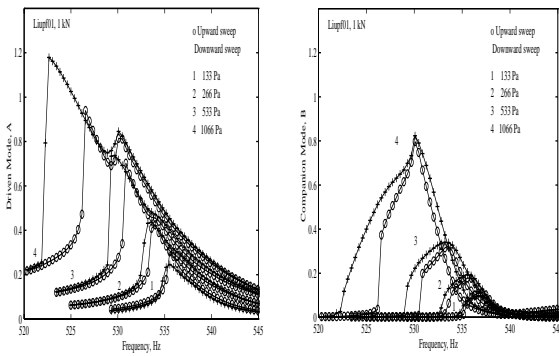 Liupf01, 1 kN
o Upward sweep
Downward sweep
1 133 Pa
2 266 Pa
3 533 Pa
4 1066 Pa
Driven Mode, A
1.2
1
0.8
0.6
0.4
0.2
0
4
3
2
1
520 525 530 535 540 545
Frequency, Hz
Liupf01, 1 kN
o Upward sweep
Downward sweep
1 133 Pa
2 266 Pa
3 533 Pa
4 1066 Pa
Companion Mode, B
1.2
1
0.8
0.6
0.4
0.2
0
4
3
2
1
520 525 530 535 540 545
Frequency, Hz